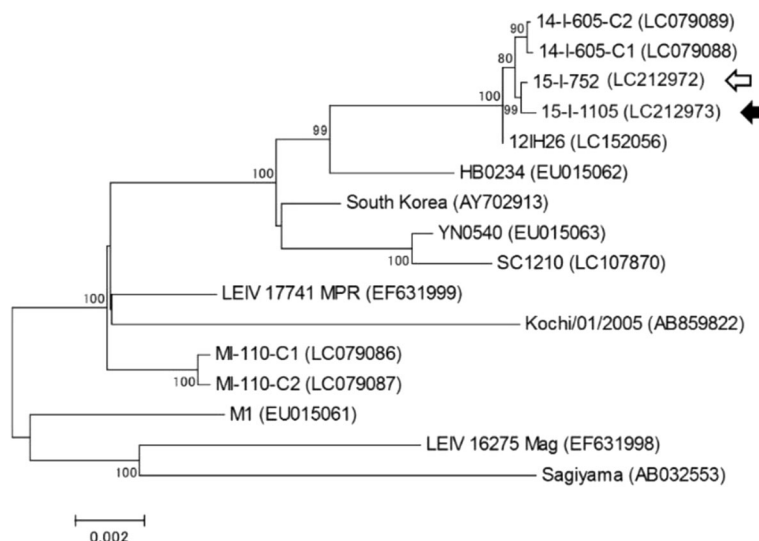 14-I-605-C2 (LC079089)
90
14-I-605-C1 (LC079088)
80
15-I-752 (LC212972)
100
99
15-I-1105 (LC212973)
99
12IH26 (LC152056)
HB0234 (EU015062)
100
South Korea (AY702913)
YN0540 (EU015063)
100
SC1210 (LC107870)
LEIV 17741 MPR (EF631999)
100
Kochi/01/2005 (AB859822)
MI-110-C1 (LC079086)
100
MI-110-C2 (LC079087)
M1 (EU015061)
LEIV 16275 Mag (EF631998)
100
Sagiyama (AB032553)
0.002